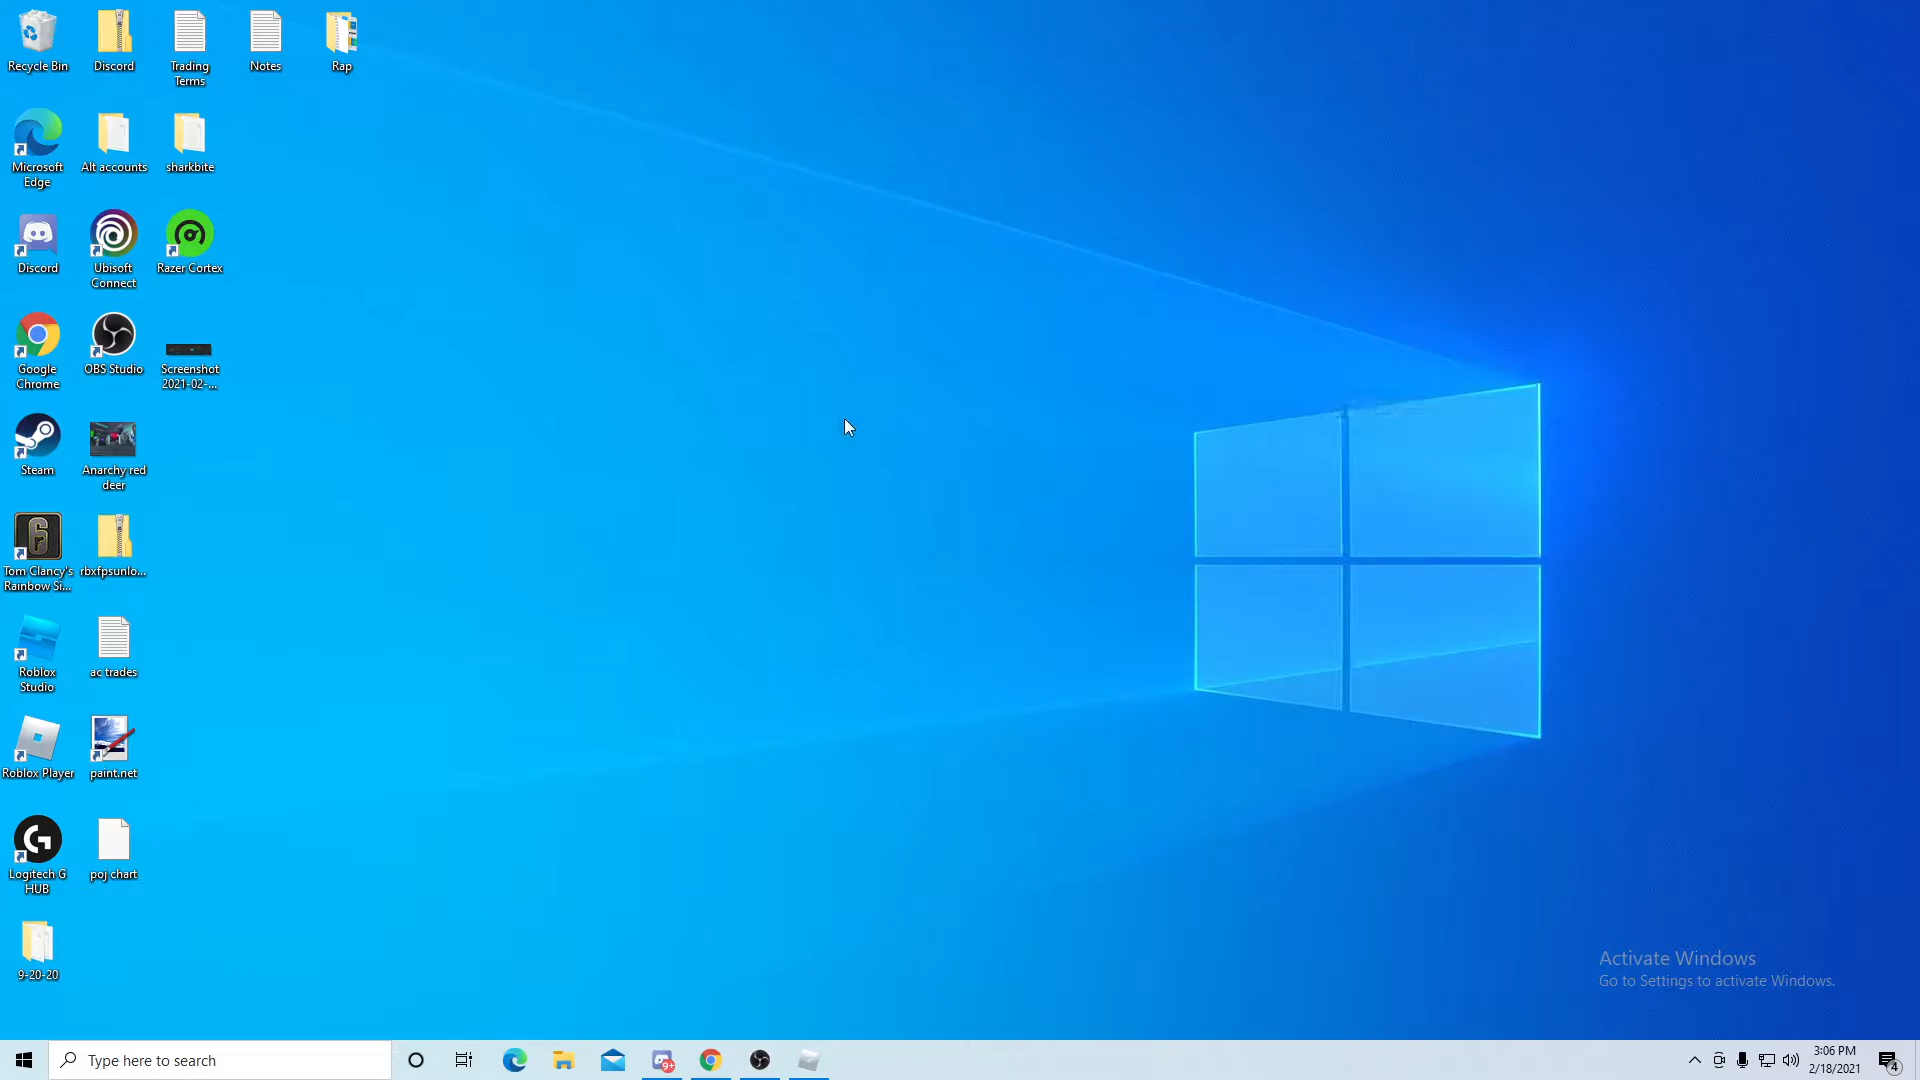 Recycle Bin
Discord
Trading
Terms
Notes
Rap
Microsoft
Edge
Alt accounts
sharkbite
Discord
Ubisoft
Connect
Razer Cortex
Google
Chrome
OBS Studio
Screenshot
2021-02-...
Steam
Anarchy red
deer
Tom Clancy's
Rainbow Si...
rbxfpsunlo...
Roblox
Studio
ac trades
Roblox Player
paint.net
Logitech G
HUB
poj chart
9-20-20
Activate Windows
Go to Settings to activate Windows.
Type here to search
9+
3:06 PM
2/18/2021
4